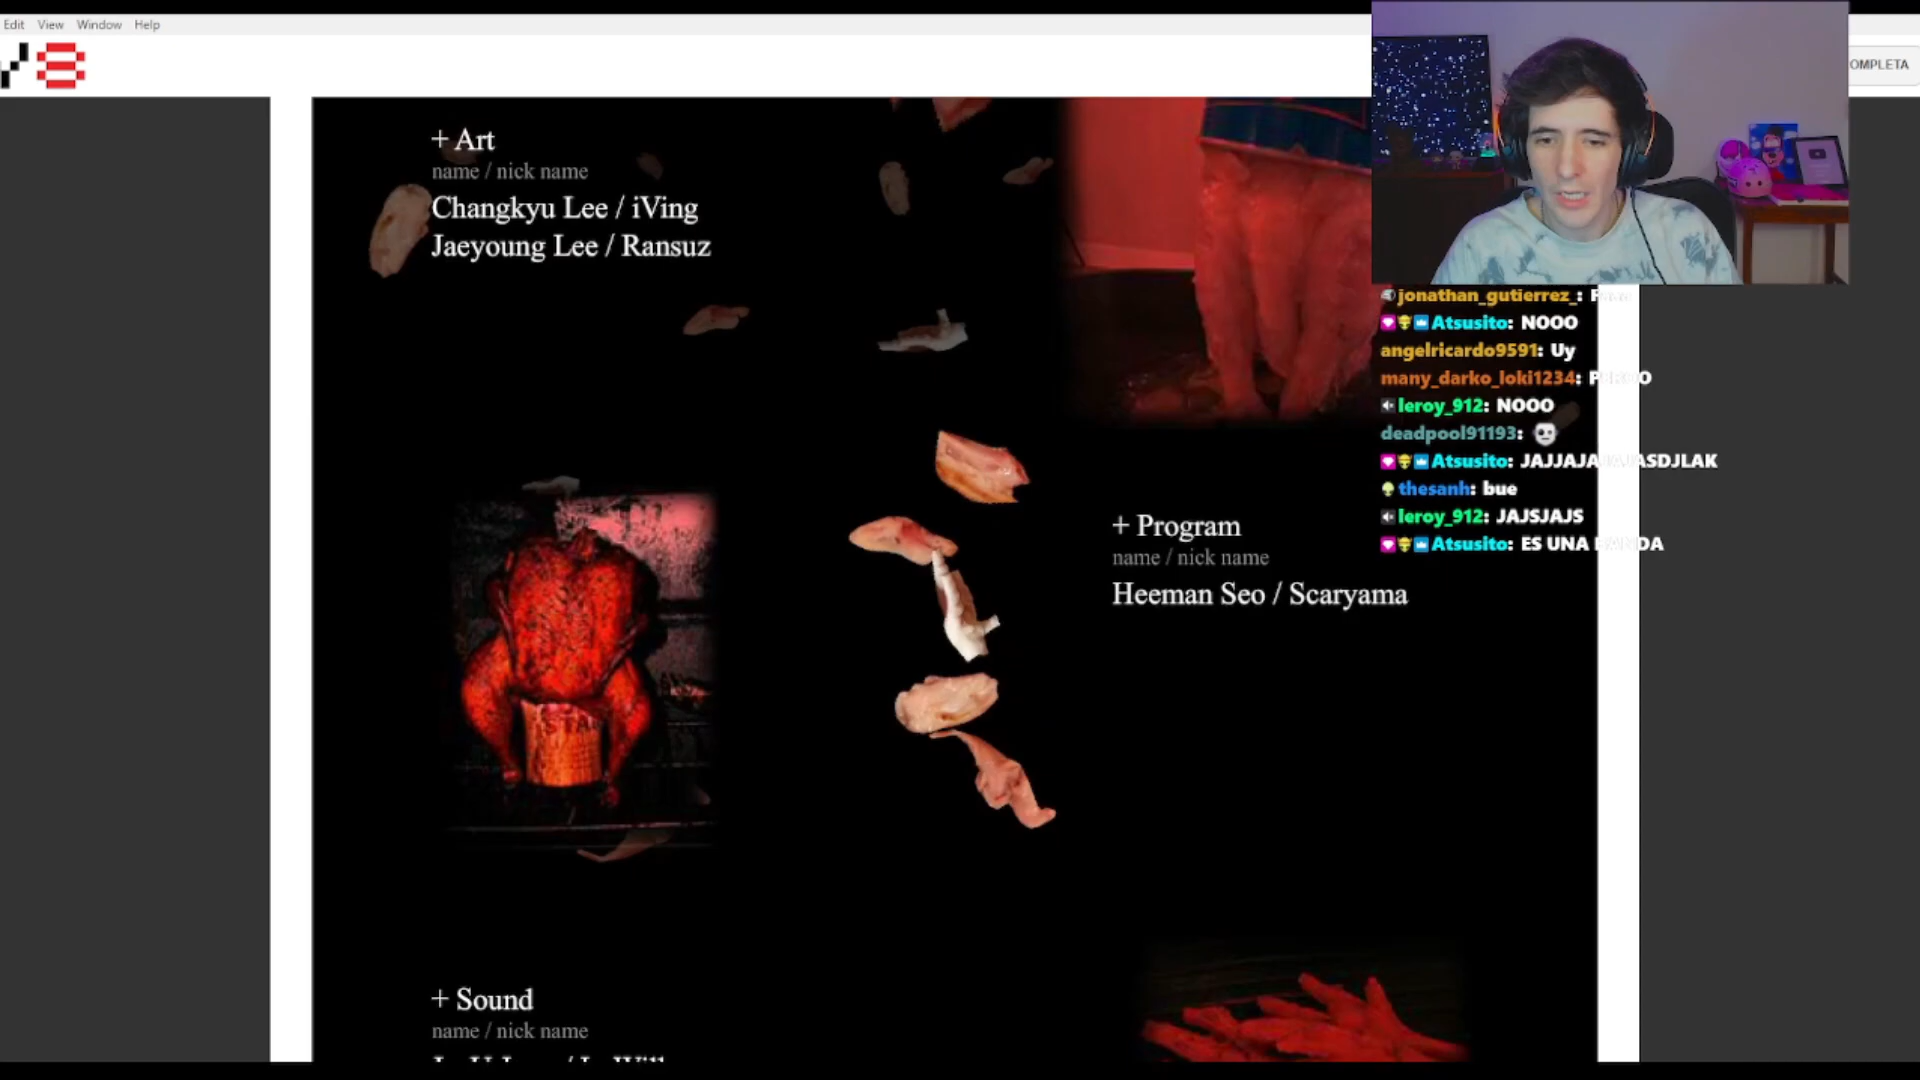 Edit View Window Help
Y8
OMPLETA
+ Art
name / nick name
Changkyu Lee / iVing
Jaeyoung Lee / Ransuz
jonathan_gutierrez_:
Atsusito: NOOO
angelricardo9591: Uy
many_darko_loki1234:
leroy_912: NOOO
deadpool91193:
Atsusito:
thesanh: bue
leroy_912: JAJSJAJS
Atsusito: ES UNA
+ Program
name / nick name
Heeman Seo / Scaryama
STA
+ Sound
name / nick name